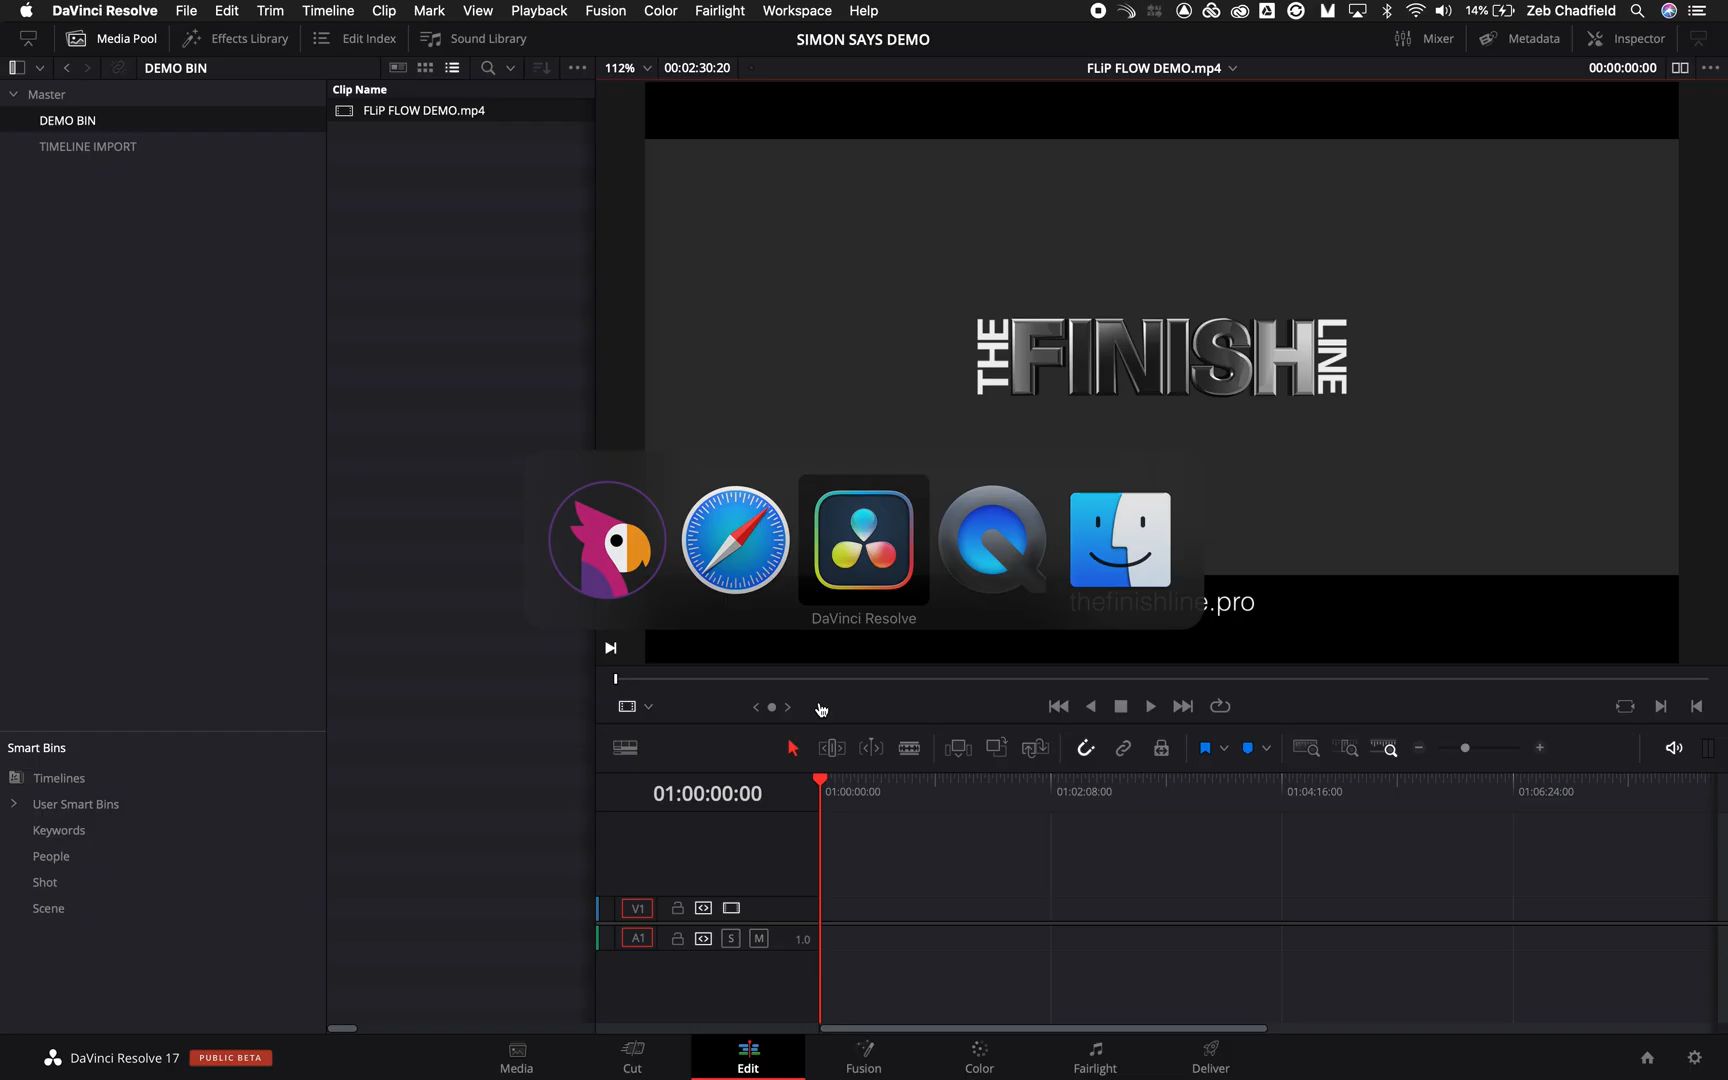 DaVinci Resolve File Edit Trim Timeline Clip Mark View Playback Fusion Color Fairlight Workspace Help 14% Zeb Chadfield
Media Pool Effects Library Edit Index Sound Library SIMON SAYS DEMO Mixer Metadata Inspector
DEMO BIN 112% 00:02:30:20 FLiP FLOW DEMO.mp4 00:00:00:00
Master Clip Name
DEMO BIN FLiP FLOW DEMO.mp4
TIMELINE IMPORT
THE FINISH LINE
thefinishline.pro
DaVinci Resolve
Smart Bins
Timelines
User Smart Bins
Keywords
People
Shot
Scene
01:00:00:00 01:00:00:00 01:02:08:00 01:04:16:00 01:06:24:00
V1
A1 S M 1.0
DaVinci Resolve 17 PUBLIC BETA Media Cut Edit Fusion Color Fairlight Deliver